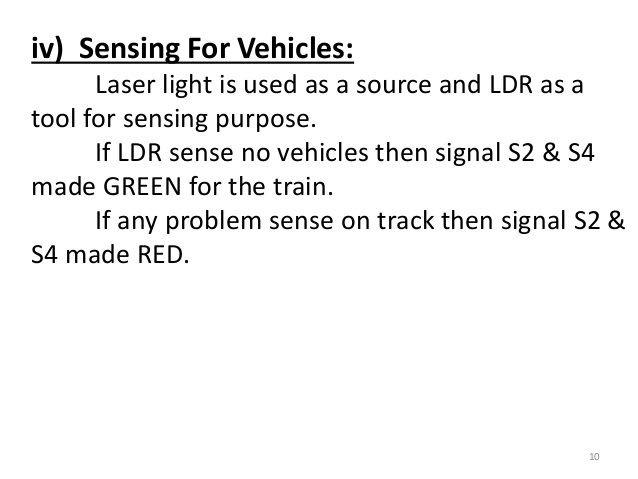 iv) Sensing For Vehicles:
Laser light is used as a source and LDR as a
tool for sensing purpose.
If LDR sense no vehicles then signal S2 & S4
made GREEN for the train.
If any problem sense on track then signal S2 &
S4 made RED.
10